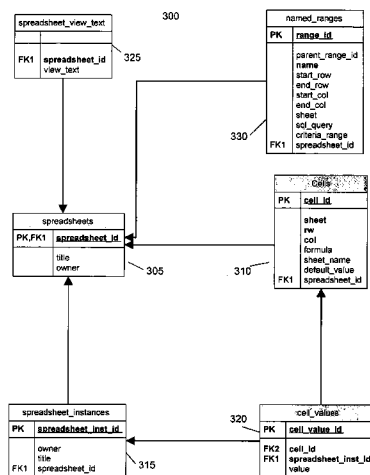 300
spreadsheet_view_text
FK1 spreadsheet_id
view_text
325
named_ranges
PK range_id
parent_range_id
name
start_row
end_row
start_col
end_col
sheet
sql_query
criteria_range
FK1 spreadsheet_id
330
spreadsheets
PK,FK1 spreadsheet_id
title
owner
305
Cells
PK cell_id
sheet
rw
col
formula
sheet_name
default_value
FK1 spreadsheet_id
310
spreadsheet_instances
PK spreadsheet_inst_id
owner
title
FK1 spreadsheet_id
315
cell_values
PK cell_value_id
FK2 cell_id
FK1 spreadsheet_inst_id
value
320